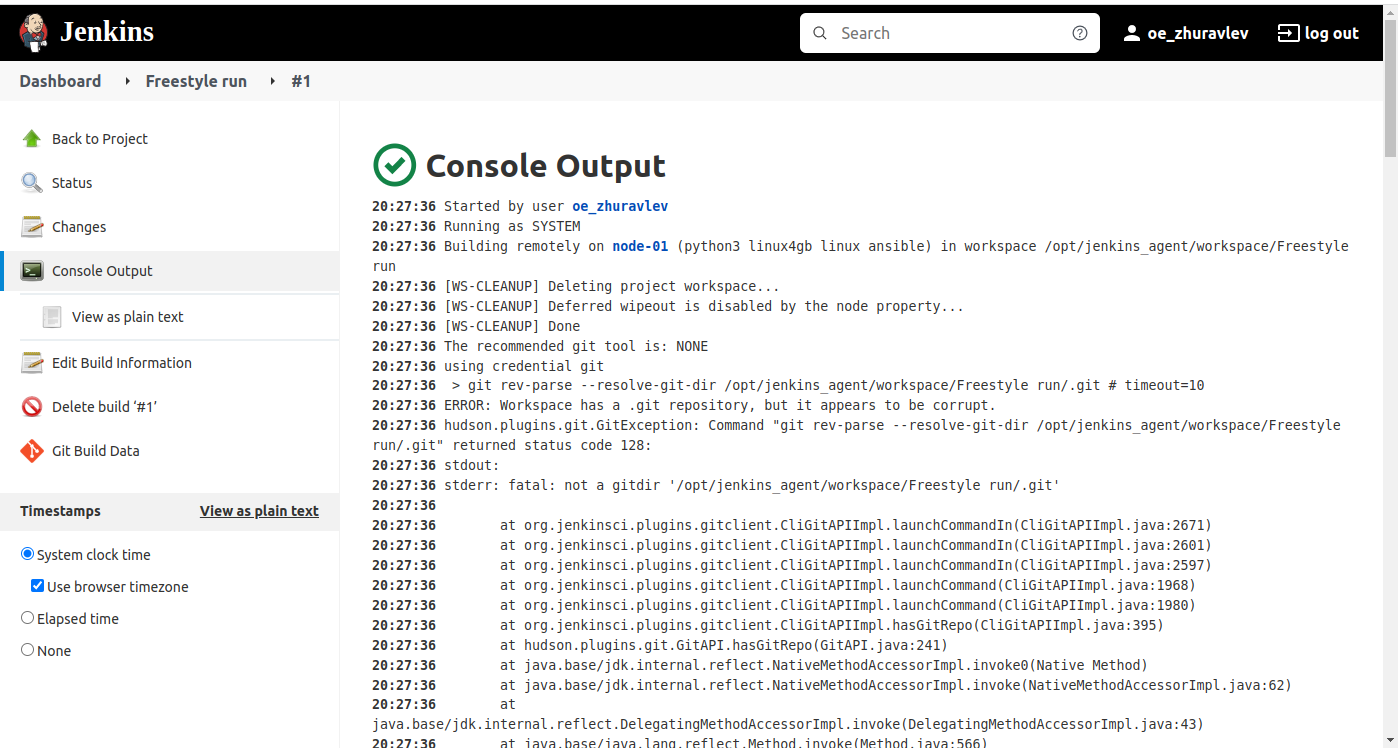 Jenkins
Search
oe_zhuravlev
log out
Dashboard
Freestyle run
#1
Back to Project
Status
Changes
Console Output
View as plain text
Edit Build Information
Delete build ‘#1’
Git Build Data
Timestamps
View as plain text
System clock time
Use browser timezone
Elapsed time
None
Console Output
20:27:36 Started by user oe_zhuravlev
20:27:36 Running as SYSTEM
20:27:36 Building remotely on node-01 (python3 linux4gb linux ansible) in workspace /opt/jenkins_agent/workspace/Freestyle
run
20:27:36 [WS-CLEANUP] Deleting project workspace...
20:27:36 [WS-CLEANUP] Deferred wipeout is disabled by the node property...
20:27:36 [WS-CLEANUP] Done
20:27:36 The recommended git tool is: NONE
20:27:36 using credential git
20:27:36  > git rev-parse --resolve-git-dir /opt/jenkins_agent/workspace/Freestyle run/.git # timeout=10
20:27:36 ERROR: Workspace has a .git repository, but it appears to be corrupt.
20:27:36 hudson.plugins.git.GitException: Command "git rev-parse --resolve-git-dir /opt/jenkins_agent/workspace/Freestyle
run/.git" returned status code 128:
20:27:36 stdout:
20:27:36 stderr: fatal: not a gitdir '/opt/jenkins_agent/workspace/Freestyle run/.git'
20:27:36
20:27:36 at org.jenkinsci.plugins.gitclient.CliGitAPIImpl.launchCommandIn(CliGitAPIImpl.java:2671)
20:27:36 at org.jenkinsci.plugins.gitclient.CliGitAPIImpl.launchCommandIn(CliGitAPIImpl.java:2601)
20:27:36 at org.jenkinsci.plugins.gitclient.CliGitAPIImpl.launchCommandIn(CliGitAPIImpl.java:2597)
20:27:36 at org.jenkinsci.plugins.gitclient.CliGitAPIImpl.launchCommand(CliGitAPIImpl.java:1968)
20:27:36 at org.jenkinsci.plugins.gitclient.CliGitAPIImpl.launchCommand(CliGitAPIImpl.java:1980)
20:27:36 at org.jenkinsci.plugins.gitclient.CliGitAPIImpl.hasGitRepo(CliGitAPIImpl.java:395)
20:27:36 at hudson.plugins.git.GitAPI.hasGitRepo(GitAPI.java:241)
20:27:36 at java.base/jdk.internal.reflect.NativeMethodAccessorImpl.invoke0(Native Method)
20:27:36 at java.base/jdk.internal.reflect.NativeMethodAccessorImpl.invoke(NativeMethodAccessorImpl.java:62)
20:27:36 at
java.base/jdk.internal.reflect.DelegatingMethodAccessorImpl.invoke(DelegatingMethodAccessorImpl.java:43)
20:27:36 at java.base/java.lang.reflect.Method.invoke(Method.java:566)